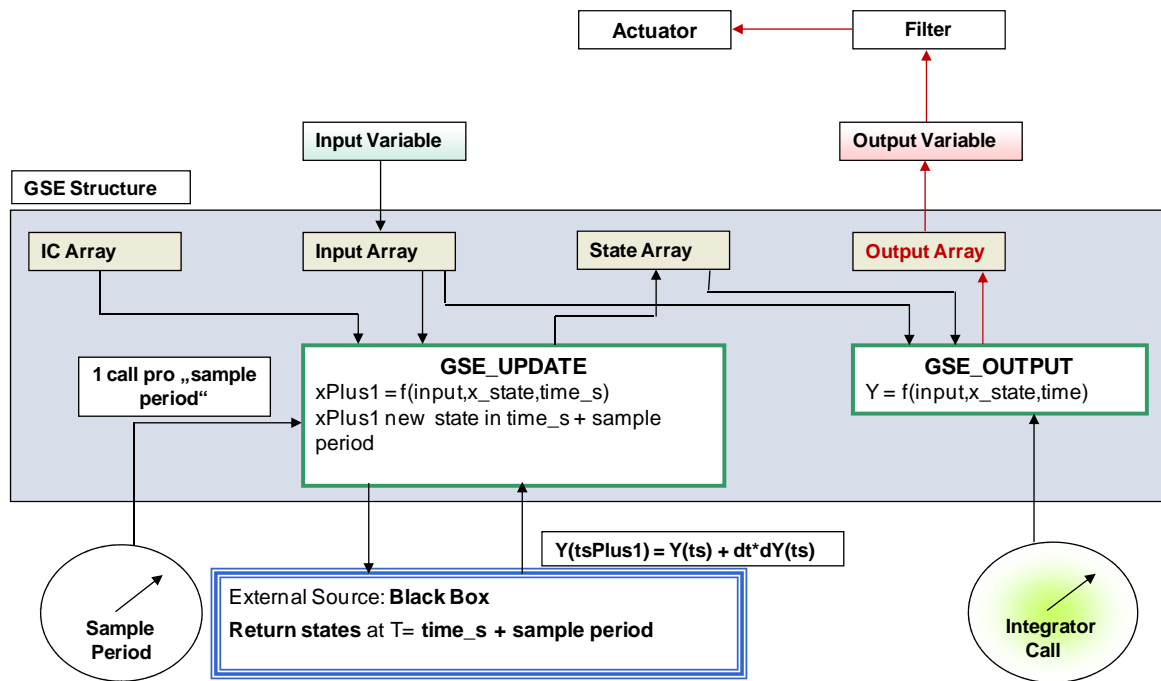 Actuator
Filter
Input Variable
Output Variable
GSE Structure
IC Array
Input Array
State Array
Output Array
1 call pro „sample
period“
GSE_UPDATE
xPlus1 = f(input,x_state,time_s)
xPlus1 new state in time_s + sample
period
GSE_OUTPUT
Y = f(input,x_state,time)
Y(tsPlus1) = Y(ts) + dt*dY(ts)
Sample
Period
External Source: Black Box
Return states at T= time_s + sample period
Integrator
Call